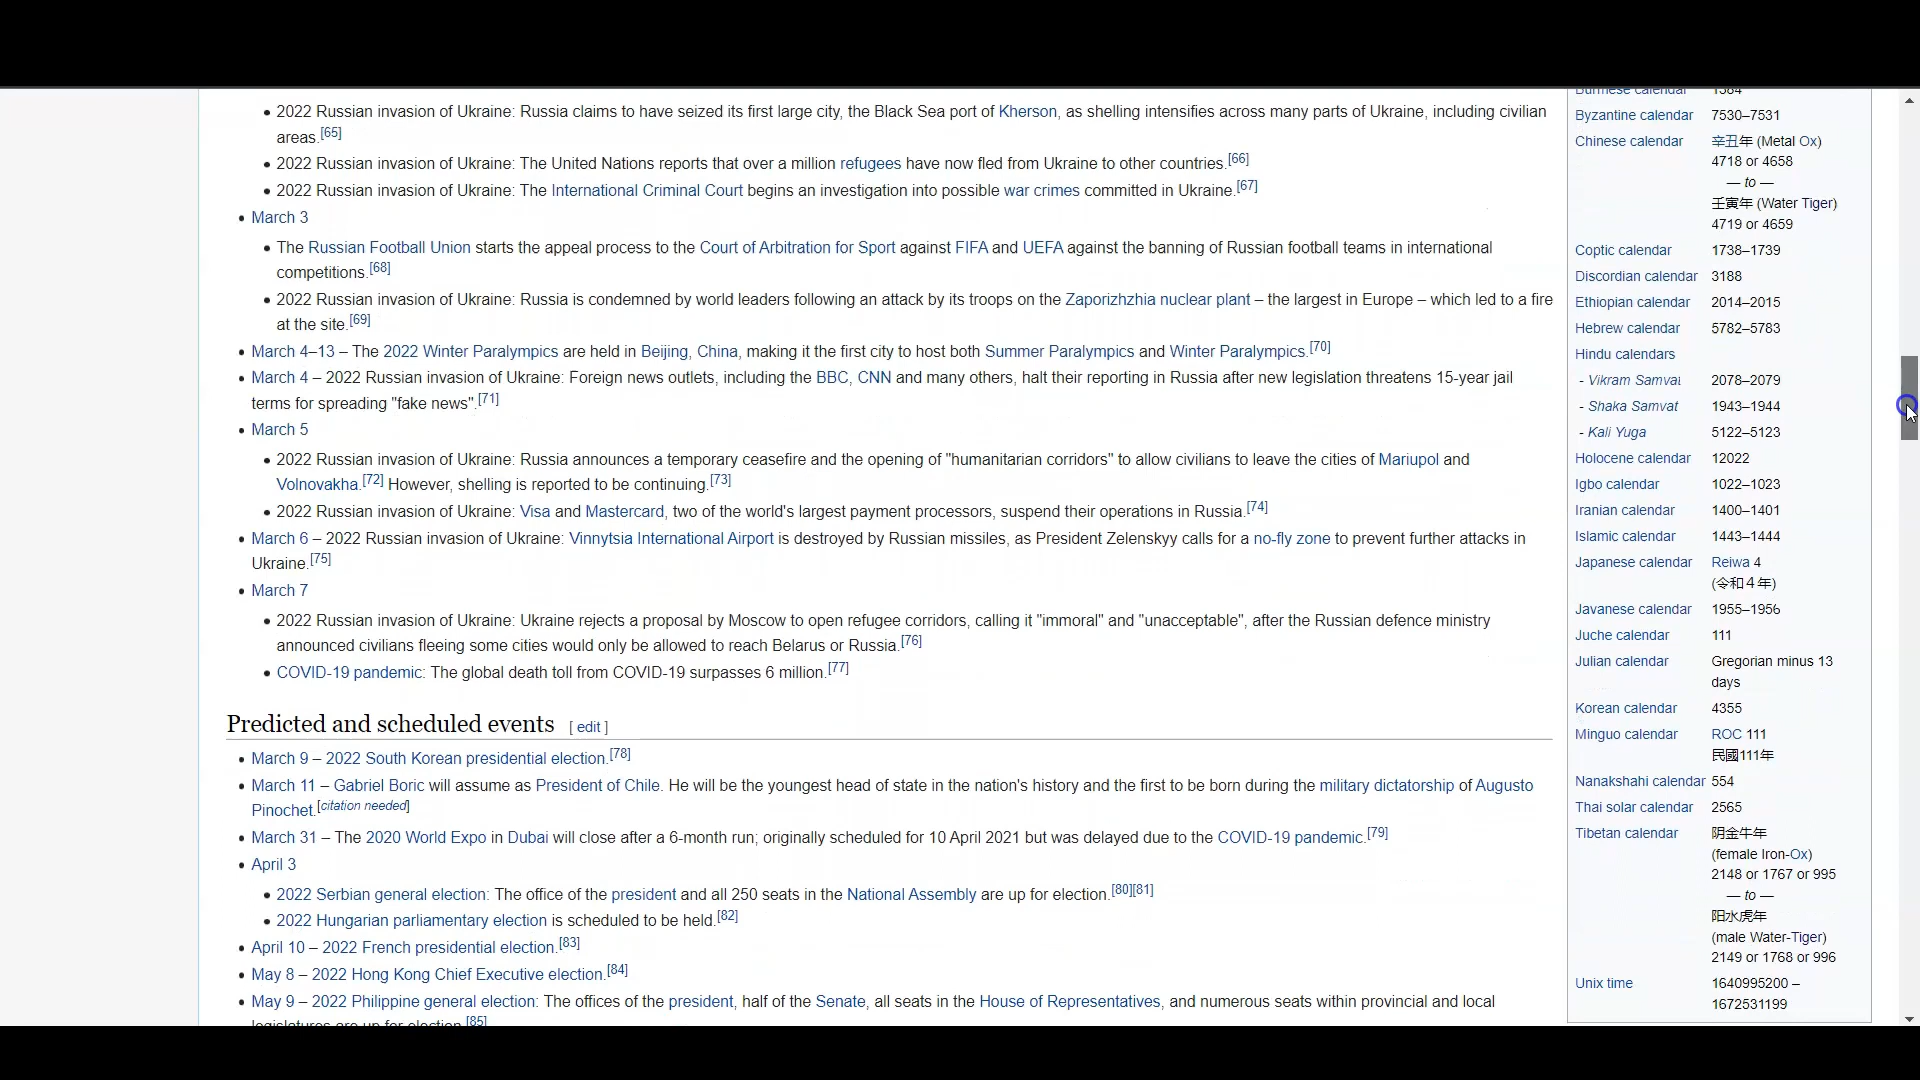 2022 Russian invasion of Ukraine: Russia claims to have seized its first large city, the Black Sea port of Kherson, as shelling intensifies across many parts of Ukraine, including civilian
areas.[65]
2022 Russian invasion of Ukraine: The United Nations reports that over a million refugees have now fled from Ukraine to other countries.[66]
2022 Russian invasion of Ukraine: The International Criminal Court begins an investigation into possible war crimes committed in Ukraine.[67]
March 3
The Russian Football Union starts the appeal process to the Court of Arbitration for Sport against FIFA and UEFA against the banning of Russian football teams in international
competitions.[68]
2022 Russian invasion of Ukraine: Russia is condemned by world leaders following an attack by its troops on the Zaporizhzhia nuclear plant – the largest in Europe – which led to a fire
at the site.[69]
March 4–13 – The 2022 Winter Paralympics are held in Beijing, China, making it the first city to host both Summer Paralympics and Winter Paralympics.[70]
March 4 – 2022 Russian invasion of Ukraine: Foreign news outlets, including the BBC, CNN and many others, halt their reporting in Russia after new legislation threatens 15-year jail
terms for spreading "fake news".[71]
March 5
2022 Russian invasion of Ukraine: Russia announces a temporary ceasefire and the opening of "humanitarian corridors" to allow civilians to leave the cities of Mariupol and
Volnovakha.[72] However, shelling is reported to be continuing.[73]
2022 Russian invasion of Ukraine: Visa and Mastercard, two of the world's largest payment processors, suspend their operations in Russia.[74]
March 6 – 2022 Russian invasion of Ukraine: Vinnytsia International Airport is destroyed by Russian missiles, as President Zelenskyy calls for a no-fly zone to prevent further attacks in
Ukraine.[75]
March 7
2022 Russian invasion of Ukraine: Ukraine rejects a proposal by Moscow to open refugee corridors, calling it "immoral" and "unacceptable", after the Russian defence ministry
announced civilians fleeing some cities would only be allowed to reach Belarus or Russia.[76]
COVID-19 pandemic: The global death toll from COVID-19 surpasses 6 million.[77]
Predicted and scheduled events [ edit ]
March 9 – 2022 South Korean presidential election.[78]
March 11 – Gabriel Boric will assume as President of Chile. He will be the youngest head of state in the nation's history and the first to be born during the military dictatorship of Augusto
Pinochet.[citation needed]
March 31 – The 2020 World Expo in Dubai will close after a 6-month run; originally scheduled for 10 April 2021 but was delayed due to the COVID-19 pandemic.[79]
April 3
2022 Serbian general election: The office of the president and all 250 seats in the National Assembly are up for election.[80][81]
2022 Hungarian parliamentary election is scheduled to be held.[82]
April 10 – 2022 French presidential election.[83]
May 8 – 2022 Hong Kong Chief Executive election.[84]
May 9 – 2022 Philippine general election: The offices of the president, half of the Senate, all seats in the House of Representatives, and numerous seats within provincial and local
legislatures are up for election.[85]
Burmese calendar 1384
Byzantine calendar 7530–7531
Chinese calendar 辛丑年 (Metal Ox)
4718 or 4658
— to —
壬寅年 (Water Tiger)
4719 or 4659
Coptic calendar 1738–1739
Discordian calendar 3188
Ethiopian calendar 2014–2015
Hebrew calendar 5782–5783
Hindu calendars
- Vikram Samvat 2078–2079
- Shaka Samvat 1943–1944
- Kali Yuga 5122–5123
Holocene calendar 12022
Igbo calendar 1022–1023
Iranian calendar 1400–1401
Islamic calendar 1443–1444
Japanese calendar Reiwa 4
(令和４年)
Javanese calendar 1955–1956
Juche calendar 111
Julian calendar Gregorian minus 13
days
Korean calendar 4355
Minguo calendar ROC 111
民國111年
Nanakshahi calendar 554
Thai solar calendar 2565
Tibetan calendar 阴金牛年
(female Iron-Ox)
2148 or 1767 or 995
— to —
阳水虎年
(male Water-Tiger)
2149 or 1768 or 996
Unix time 1640995200 –
1672531199